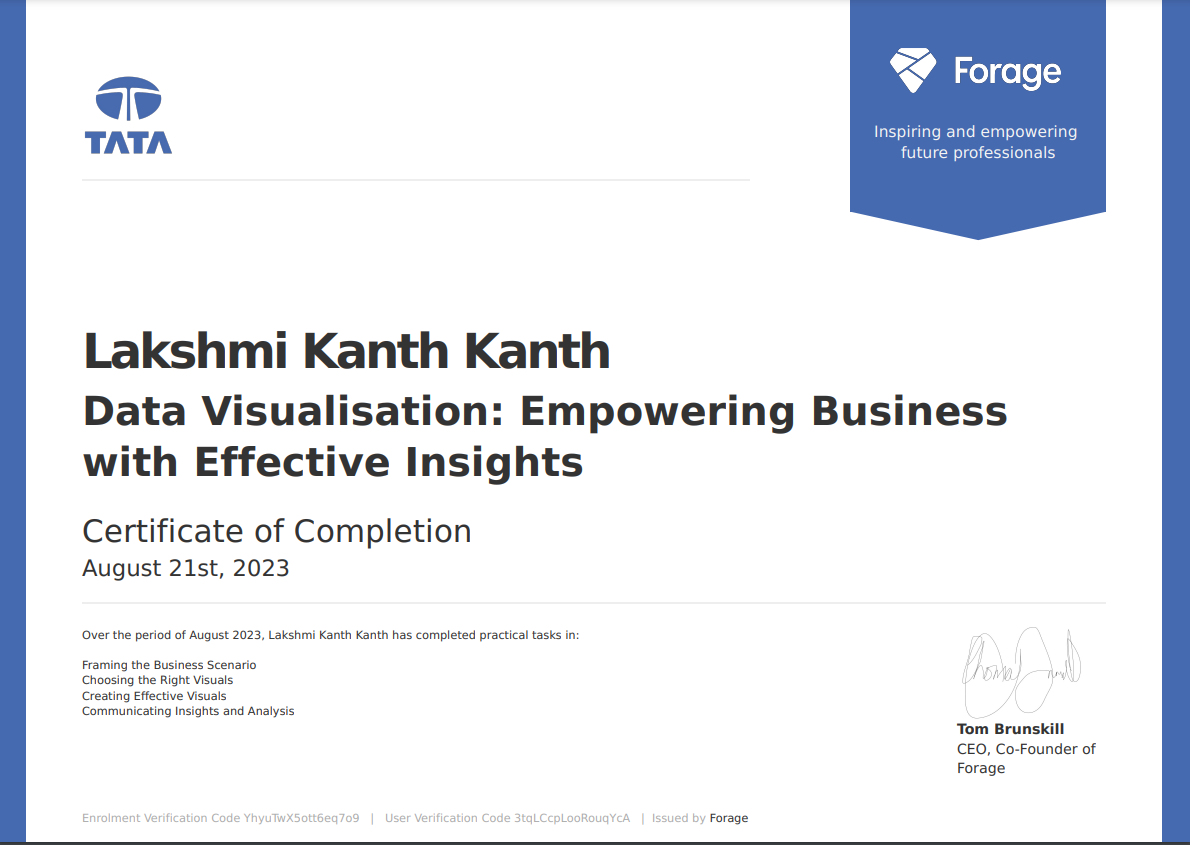 TATA
Forage
Inspiring and empowering
future professionals
Lakshmi Kanth Kanth
Data Visualisation: Empowering Business
with Effective Insights
Certificate of Completion
August 21st, 2023
Over the period of August 2023, Lakshmi Kanth Kanth has completed practical tasks in:
Framing the Business Scenario
Choosing the Right Visuals
Creating Effective Visuals
Communicating Insights and Analysis
Tom Brunskill
CEO, Co-Founder of
Forage
Enrolment Verification Code YhyuTwX5ott6eq7o9 | User Verification Code 3tqLCcpLooRouqYcA | Issued by Forage